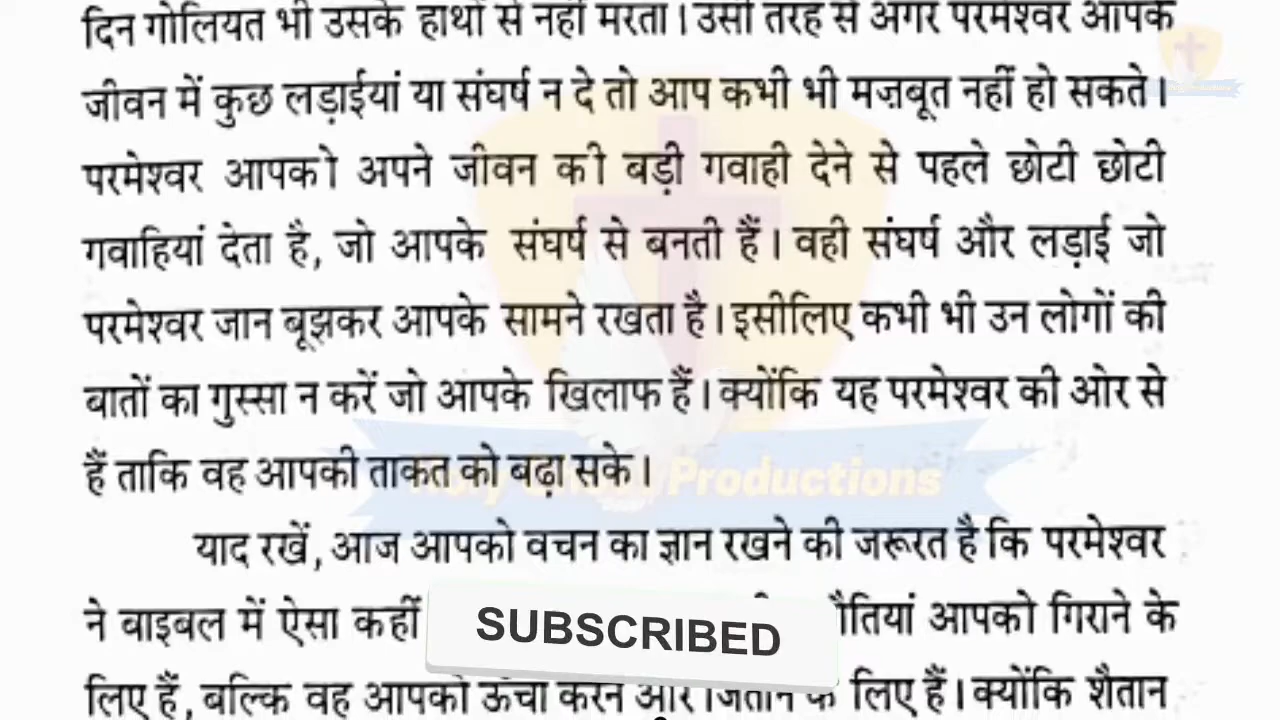 दिन गोलियत भी उसके हाथों से नहीं मरता। उसी तरह से अगर परमेश्वर आपके
जीवन में कुछ लड़ाईयां या संघर्ष न दे तो आप कभी भी मज़बूत नहीं हो सकते।
परमेश्वर आपको अपने जीवन की बड़ी गवाही देने से पहले छोटी छोटी
गवाहियां देता है, जो आपके संघर्ष से बनती हैं। वही संघर्ष और लड़ाई जो
परमेश्वर जान बूझकर आपके सामने रखता है। इसीलिए कभी भी उन लोगों की
बातों का गुस्सा न करें जो आपके खिलाफ हैं। क्योंकि यह परमेश्वर की ओर से
हैं ताकि वह आपकी ताकत को बढ़ा सके।
Productions
याद रखें, आज आपको वचन का ज्ञान रखने की जरूरत है कि परमेश्वर
ने बाइबल में ऐसा कहीं आपको गिराने के
SUBSCRIBED
लिए हैं, बल्कि वह आपको ऊंचा करने और जिताने के लिए हैं। क्योंकि शैतान